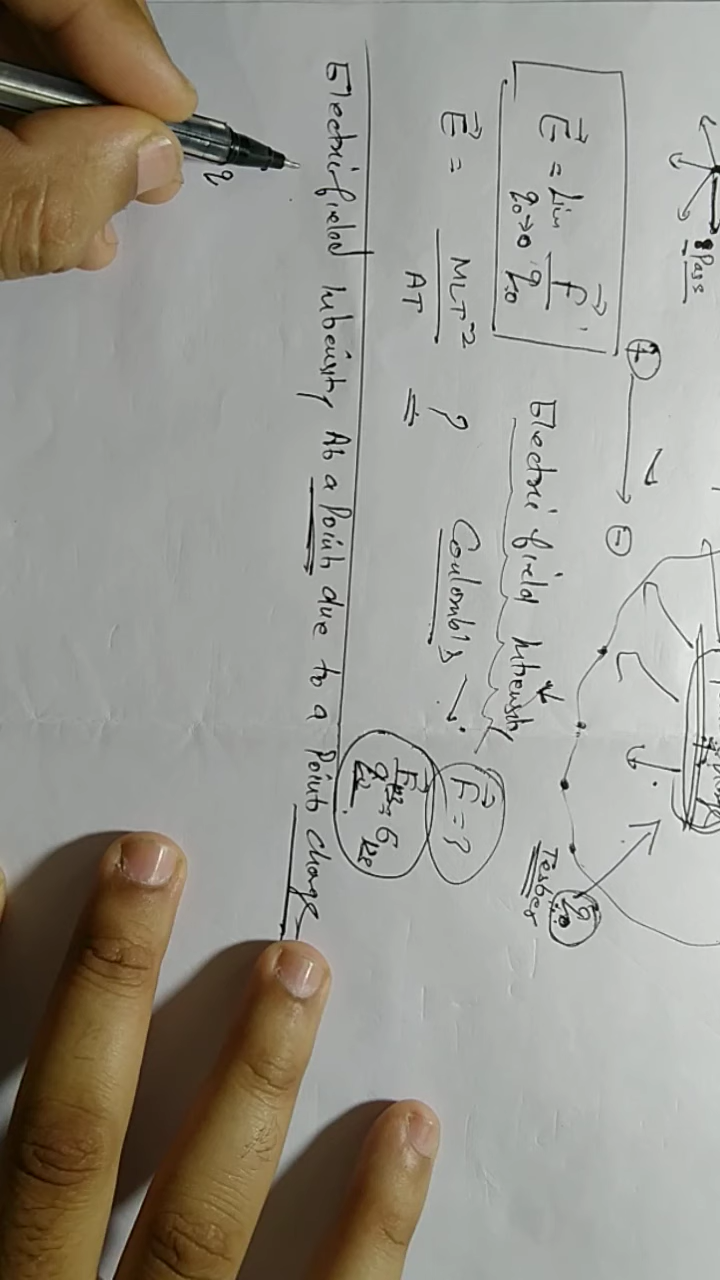 Pass
+
-
E⃗ = Lim F⃗
q₀→0 q₀
Electric field Intensity
q₀
Tester
E⃗ = MLT⁻²
AT
?
Coulomb's
F⃗ = ?
Electric field Intensity At a Point due to a Point charge
q